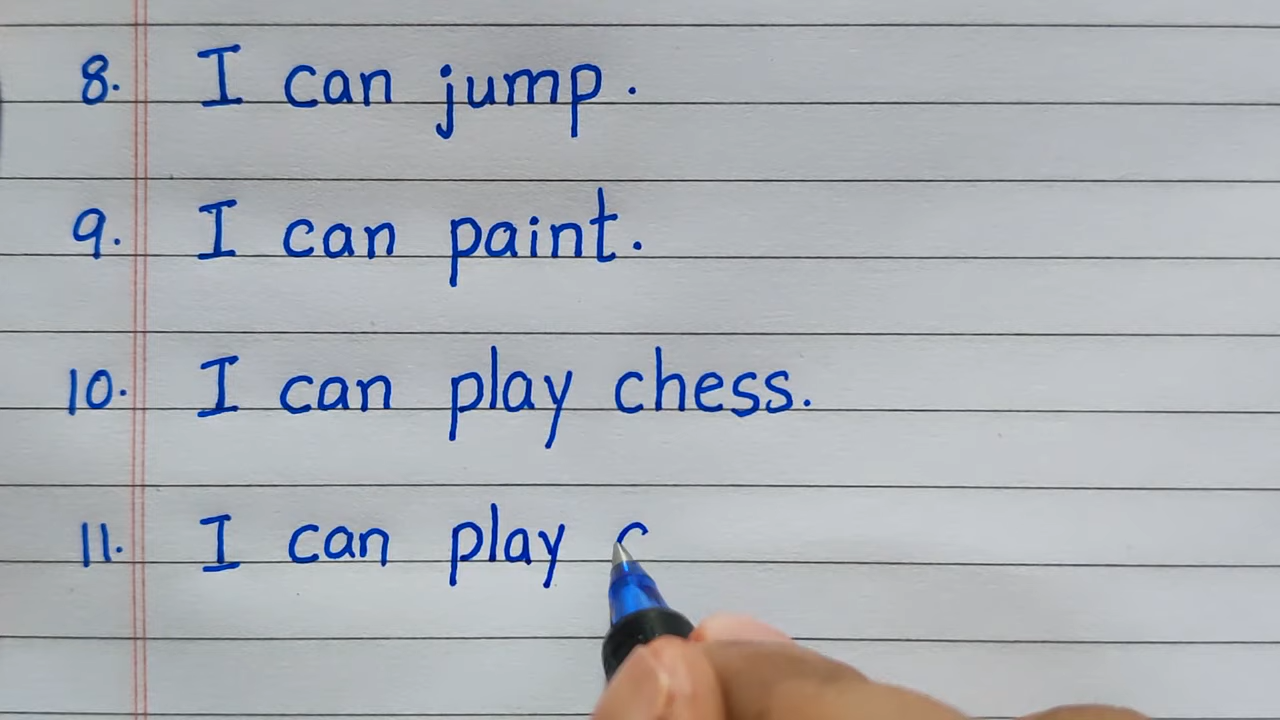 8. I can jump.
9. I can paint.
10. I can play chess.
11. I can play